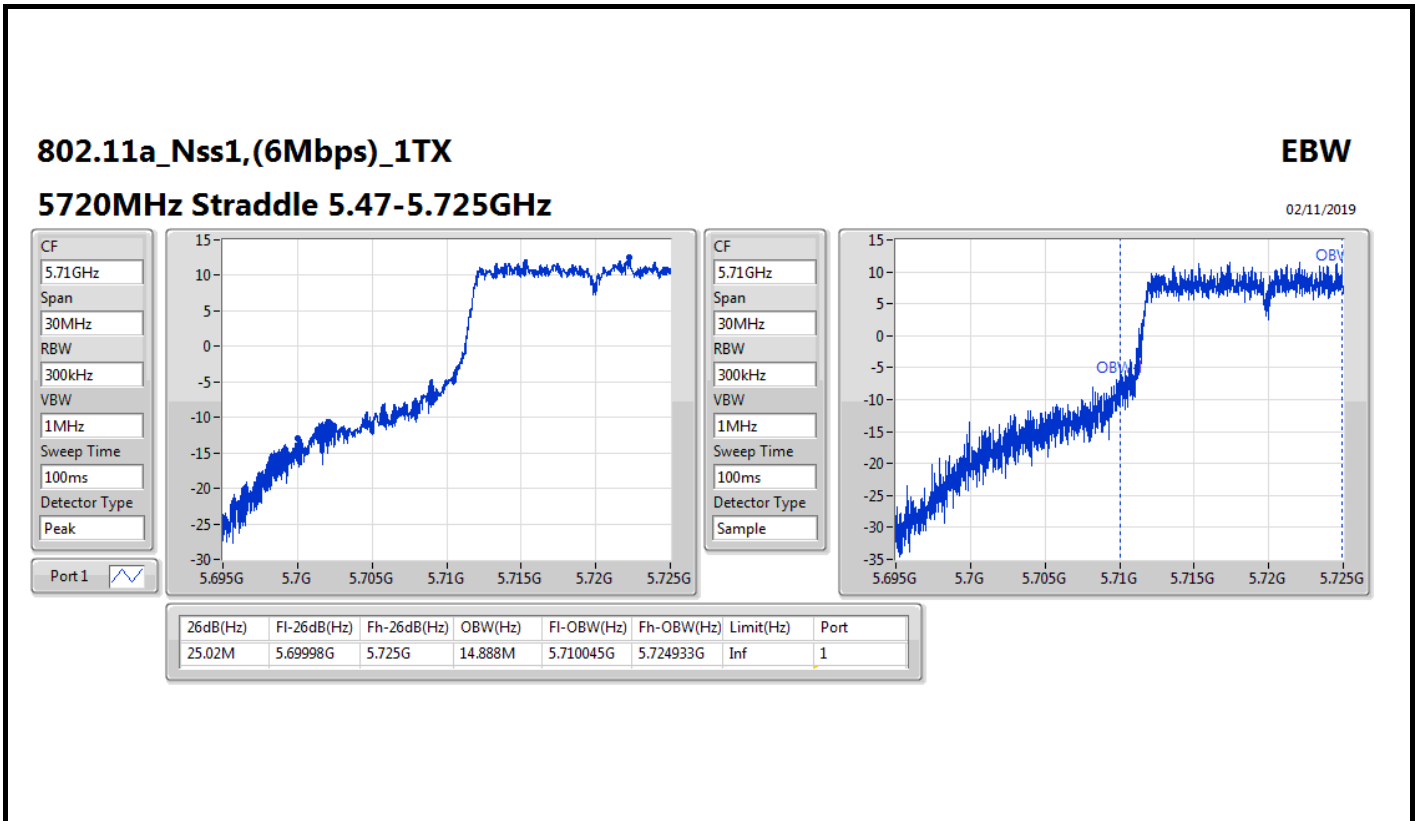 802.11a_Nss1,(6Mbps)_1TX
EBW
5720MHz Straddle 5.47-5.725GHz
02/11/2019
CF
5.71GHz
Span
30MHz
RBW
300kHz
VBW
1MHz
Sweep Time
100ms
Detector Type
Peak
Port 1
15
10
5
0
-5
-10
-15
-20
-25
-30
5.695G 5.7G 5.705G 5.71G 5.715G 5.72G 5.725G
CF
5.71GHz
Span
30MHz
RBW
300kHz
VBW
1MHz
Sweep Time
100ms
Detector Type
Sample
15
10
5
0
-5
-10
-15
-20
-25
-30
-35
OBW
OBW
5.695G 5.7G 5.705G 5.71G 5.715G 5.72G 5.725G
26dB(Hz) Fl-26dB(Hz) Fh-26dB(Hz) OBW(Hz) Fl-OBW(Hz) Fh-OBW(Hz) Limit(Hz) Port
25.02M 5.69998G 5.725G 14.888M 5.710045G 5.724933G Inf 1